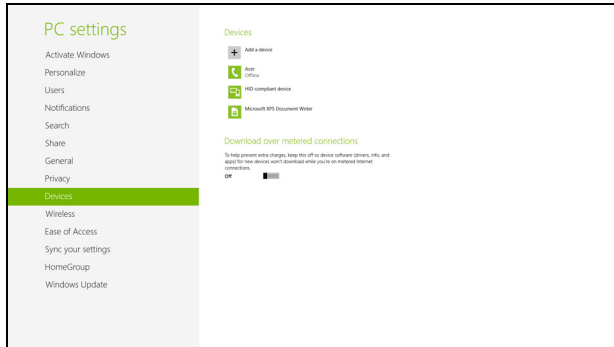 PC settings
Activate Windows
Personalize
Users
Notifications
Search
Share
General
Privacy
Devices
Wireless
Ease of Access
Sync your settings
HomeGroup
Windows Update
Devices
Add a device
Acer
Offline
HID-compliant device
Microsoft XPS Document Writer
Download over metered connections
To help prevent extra charges, keep this off so device software (drivers, info, and
apps) for new devices won't download while you're on metered Internet
connections.
Off